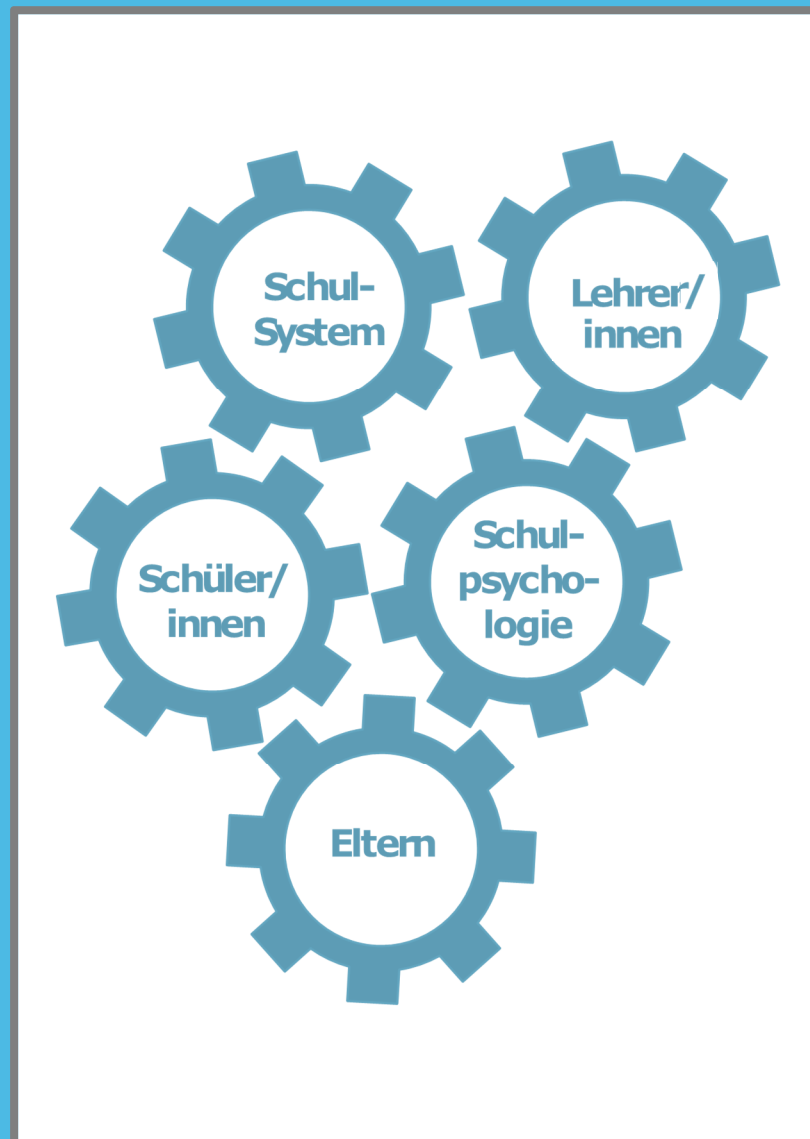 Schul-
System
Lehrer/
innen
Schüler/
innen
Schul-
psycho-
logie
Eltern